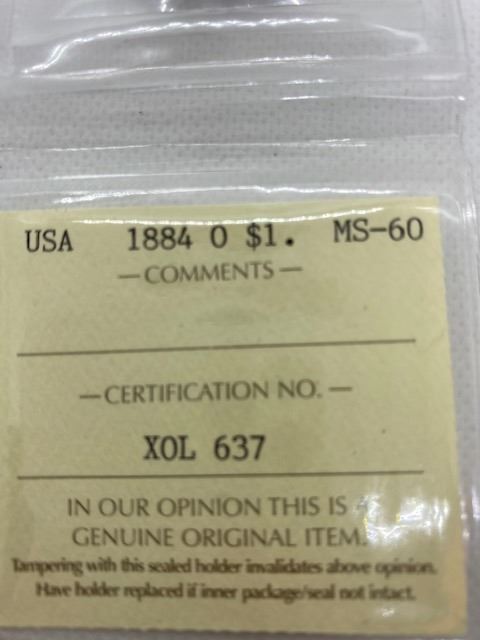 USA 1884 O $1. MS-60
—COMMENTS—
—CERTIFICATION NO.—
XOL 637
IN OUR OPINION THIS IS A
GENUINE ORIGINAL ITEM.
Tampering with this sealed holder invalidates above opinion.
Have holder replaced if inner package/seal not intact.